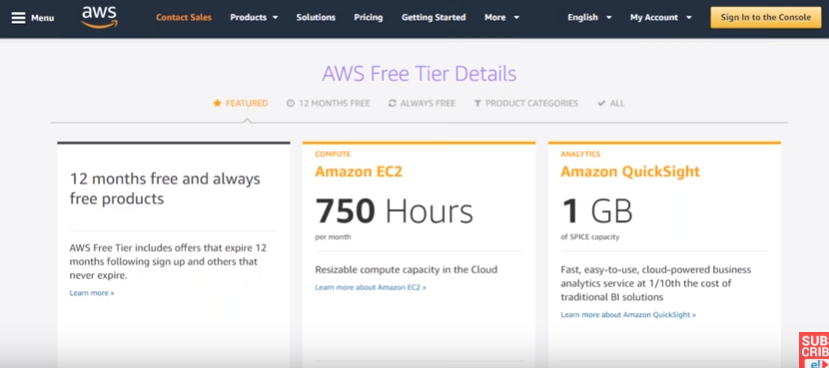 Menu
aws
Contact Sales
Products
Solutions
Pricing
Getting Started
More
English
My Account
Sign In to the Console
AWS Free Tier Details
FEATURED
12 MONTHS FREE
ALWAYS FREE
PRODUCT CATEGORIES
ALL
12 months free and always
free products
AWS Free Tier includes offers that expire 12
months following sign up and others that
never expire.
Learn more »
COMPUTE
Amazon EC2
750 Hours
per month
Resizable compute capacity in the Cloud
Learn more about Amazon EC2 »
ANALYTICS
Amazon QuickSight
1 GB
of SPICE capacity
Fast, easy-to-use, cloud-powered business
analytics service at 1/10th the cost of
traditional BI solutions
Learn more about Amazon QuickSight »
SUB
CRIB
e!